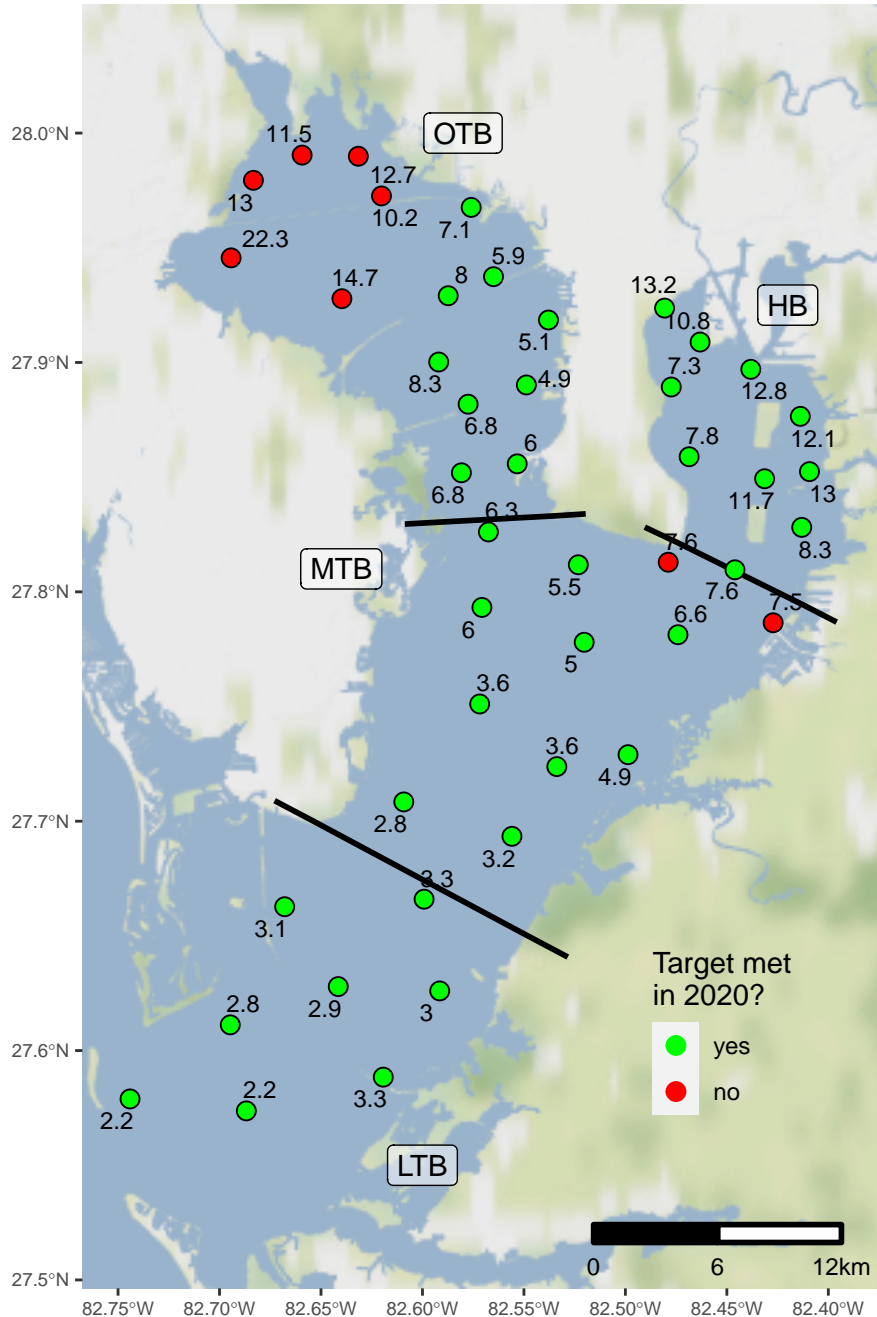 OTB
11.5
12.7
13
10.2
7.1
22.3
5.9
8
14.7
5.1
13.2
HB
10.8
8.3
4.9
7.3
12.8
6.8
12.1
7.8
6
6.8
11.7
13
6.3
8.3
7.6
MTB
5.5
7.6
7.5
6
6.6
5
3.6
3.6
4.9
2.8
3.2
3.3
3.1
2.9
3
2.8
3.3
2.2
2.2
LTB
Target met
in 2020?
yes
no
0 6 12km
28.0°N
27.9°N
27.8°N
27.7°N
27.6°N
27.5°N
82.75°W 82.70°W 82.65°W 82.60°W 82.55°W 82.50°W 82.45°W 82.40°W